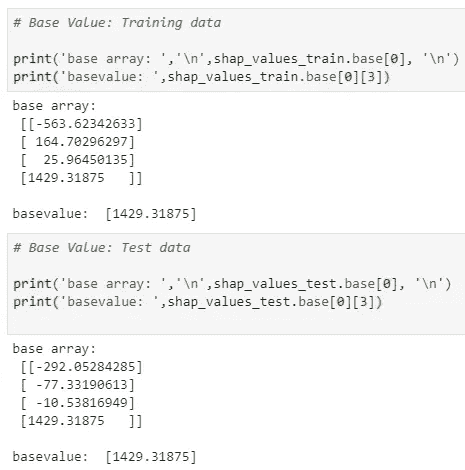 # Base Value: Training data
print('base array: ','\n',shap_values_train.base[0], '\n')
print('basevalue: ',shap_values_train.base[0][3])
base array:
 [[-563.62342633]
 [ 164.70296297]
 [  25.96450135]
 [1429.31875   ]]
basevalue:  [1429.31875]
# Base Value: Test data
print('base array: ','\n',shap_values_test.base[0], '\n')
print('basevalue: ',shap_values_test.base[0][3])
base array:
 [[-292.05284285]
 [ -77.33190613]
 [ -10.53816949]
 [1429.31875   ]]
basevalue:  [1429.31875]